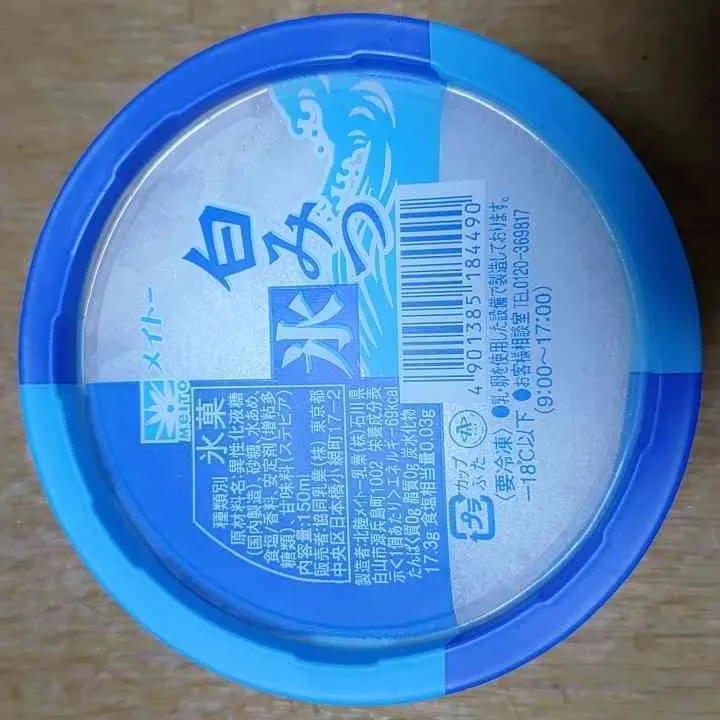 meito
メイトー
白
みつ
氷
種類別 氷菓
原材料名:異性化液糖
(国内製造)、砂糖、水あめ、
食塩/香料、安定剤(増粘多
糖類)、甘味料(ステビア)
内容量:150ml
販売者:協同乳業(株) 東京都
中央区日本橋小網町17-2
製造者:北陸メイトー乳業(株) 石川県
白山市源兵島町1002 栄養成分表
示<1個あたり>エネルギー69kcal
たんぱく質0g 脂質0g 炭水化物
17.3g 食塩相当量0.03g
プラ
カップ
ふた
4 901385 184490
(要冷凍)
-18℃以下
●乳・卵を使用した設備で製造しております。
●お客様相談室 TEL0120-369817
(9:00〜17:00)